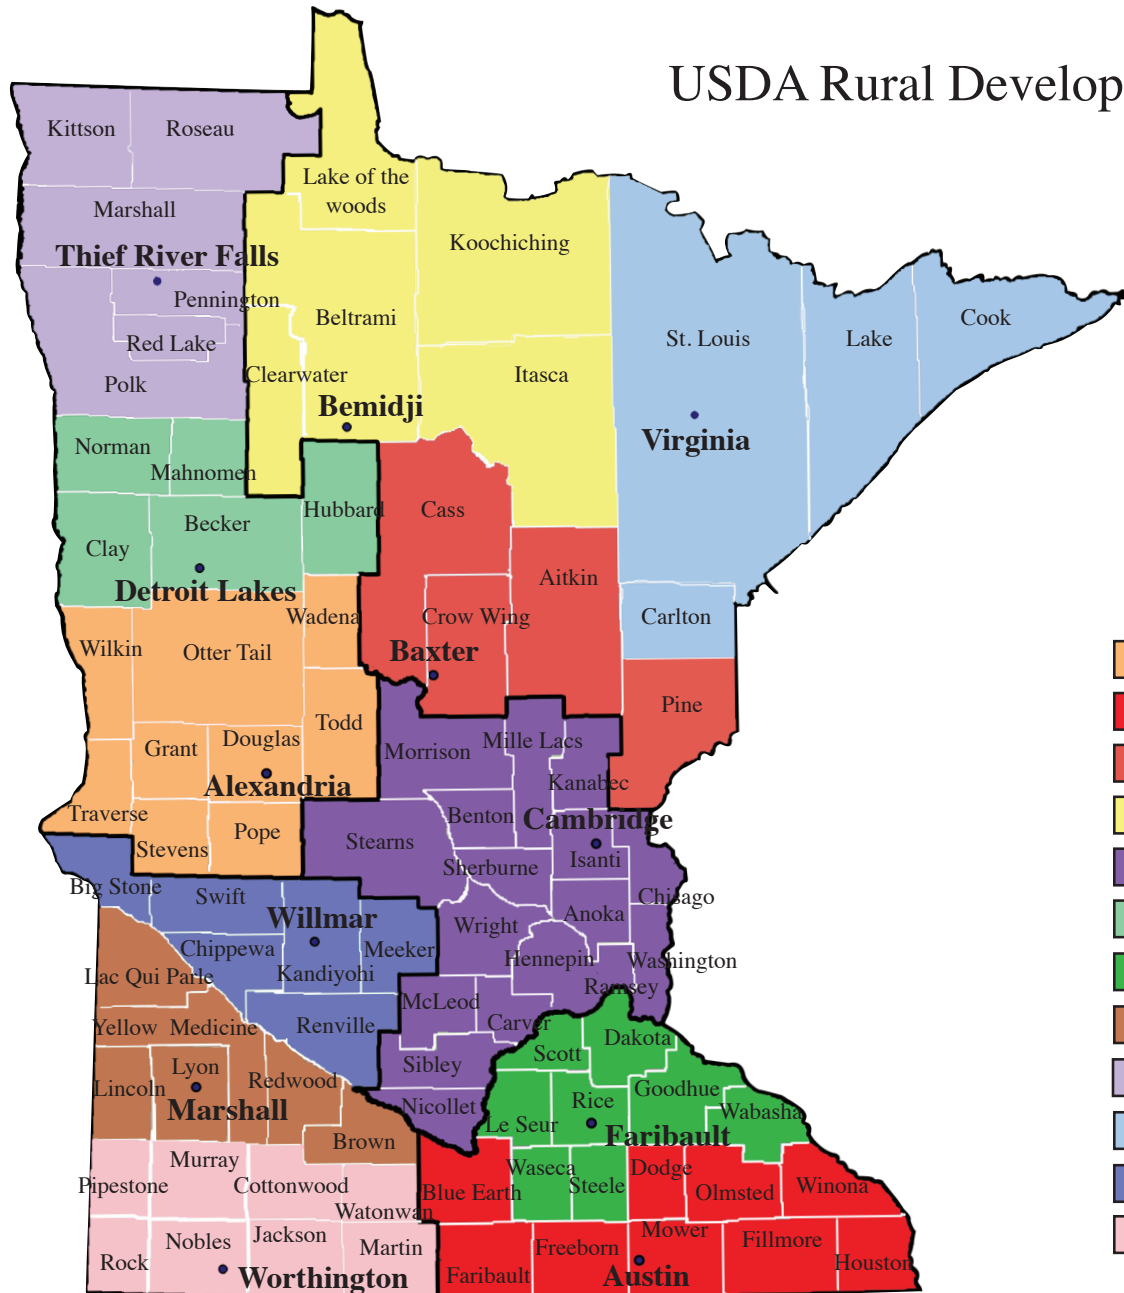 USDA Rural Develop
Kittson
Roseau
Lake of the
woods
Marshall
Koochiching
Thief River Falls
Pennington
Beltrami
Cook
St. Louis
Lake
Red Lake
Clearwater
Itasca
Polk
Bemidji
Virginia
Norman
Mahnomen
Hubbard
Cass
Becker
Clay
Aitkin
Detroit Lakes
Wadena
Crow Wing
Carlton
Wilkin
Otter Tail
Baxter
Pine
Todd
Douglas
Grant
Morrison
Mille Lacs
Kanabec
Alexandria
Traverse
Benton
Cambridge
Pope
Stevens
Stearns
Isanti
Sherburne
Big Stone
Swift
Chisago
Willmar
Anoka
Wright
Chippewa
Meeker
Hennepin
Washington
Lac Qui Parle
Kandiyohi
Ramsey
McLeod
Yellow Medicine
Renville
Carver
Dakota
Scott
Sibley
Lyon
Lincoln
Redwood
Goodhue
Marshall
Nicollet
Rice
Wabasha
Le Seur
Faribault
Brown
Murray
Waseca
Dodge
Pipestone
Cottonwood
Steele
Blue Earth
Olmsted
Winona
Watonwan
Nobles
Jackson
Mower
Martin
Freeborn
Fillmore
Rock
Houston
Worthington
Faribault
Austin